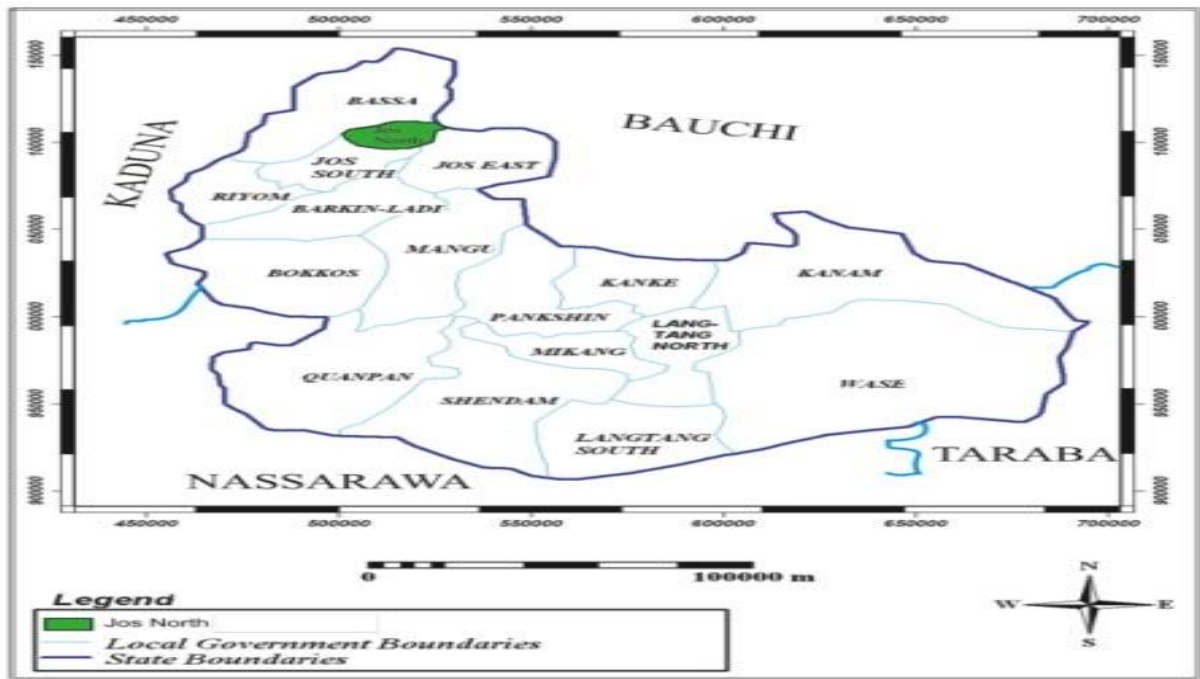 450000 500000 550000 600000 650000 700000
BASSA
Jos
North
BAUCHI
KADUNA
JOS
SOUTH
JOS EAST
RIYOM
BARKIN-LADI
MANGU
BOKKOS
KANKE
KANAM
PANKSHIN
LANG-
TANG
NORTH
MIKANG
QUANPAN
WASE
SHENDAM
LANGTANG
SOUTH
TARABA
NASSARAWA
450000 500000 550000 600000 650000 700000
0 100000 m
N
W E
S
Legend
Jos North
Local Government Boundaries
State Boundaries